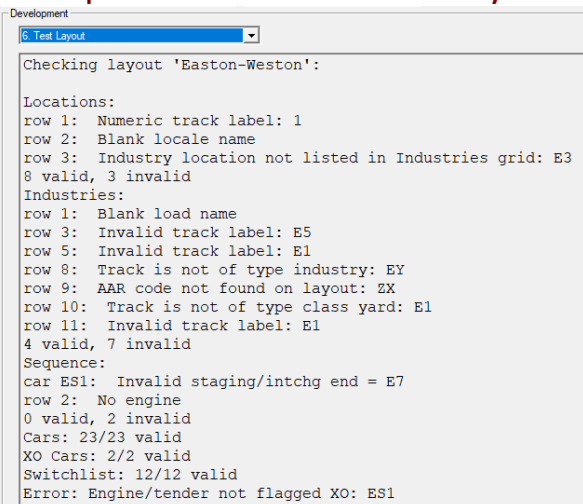 Development
6. Test Layout
Checking layout 'Easton-Weston':
Locations:
row 1:  Numeric track label: 1
row 2:  Blank locale name
row 3:  Industry location not listed in Industries grid: E3
8 valid, 3 invalid
Industries:
row 1:  Blank load name
row 3:  Invalid track label: E5
row 5:  Invalid track label: E1
row 8:  Track is not of type industry: EY
row 9:  AAR code not found on layout: ZX
row 10:  Track is not of type class yard: E1
row 11:  Invalid track label: E1
4 valid, 7 invalid
Sequence:
car ES1:  Invalid staging/intchg end = E7
row 2:  No engine
0 valid, 2 invalid
Cars: 23/23 valid
XO Cars: 2/2 valid
Switchlist: 12/12 valid
Error: Engine/tender not flagged XO: ES1